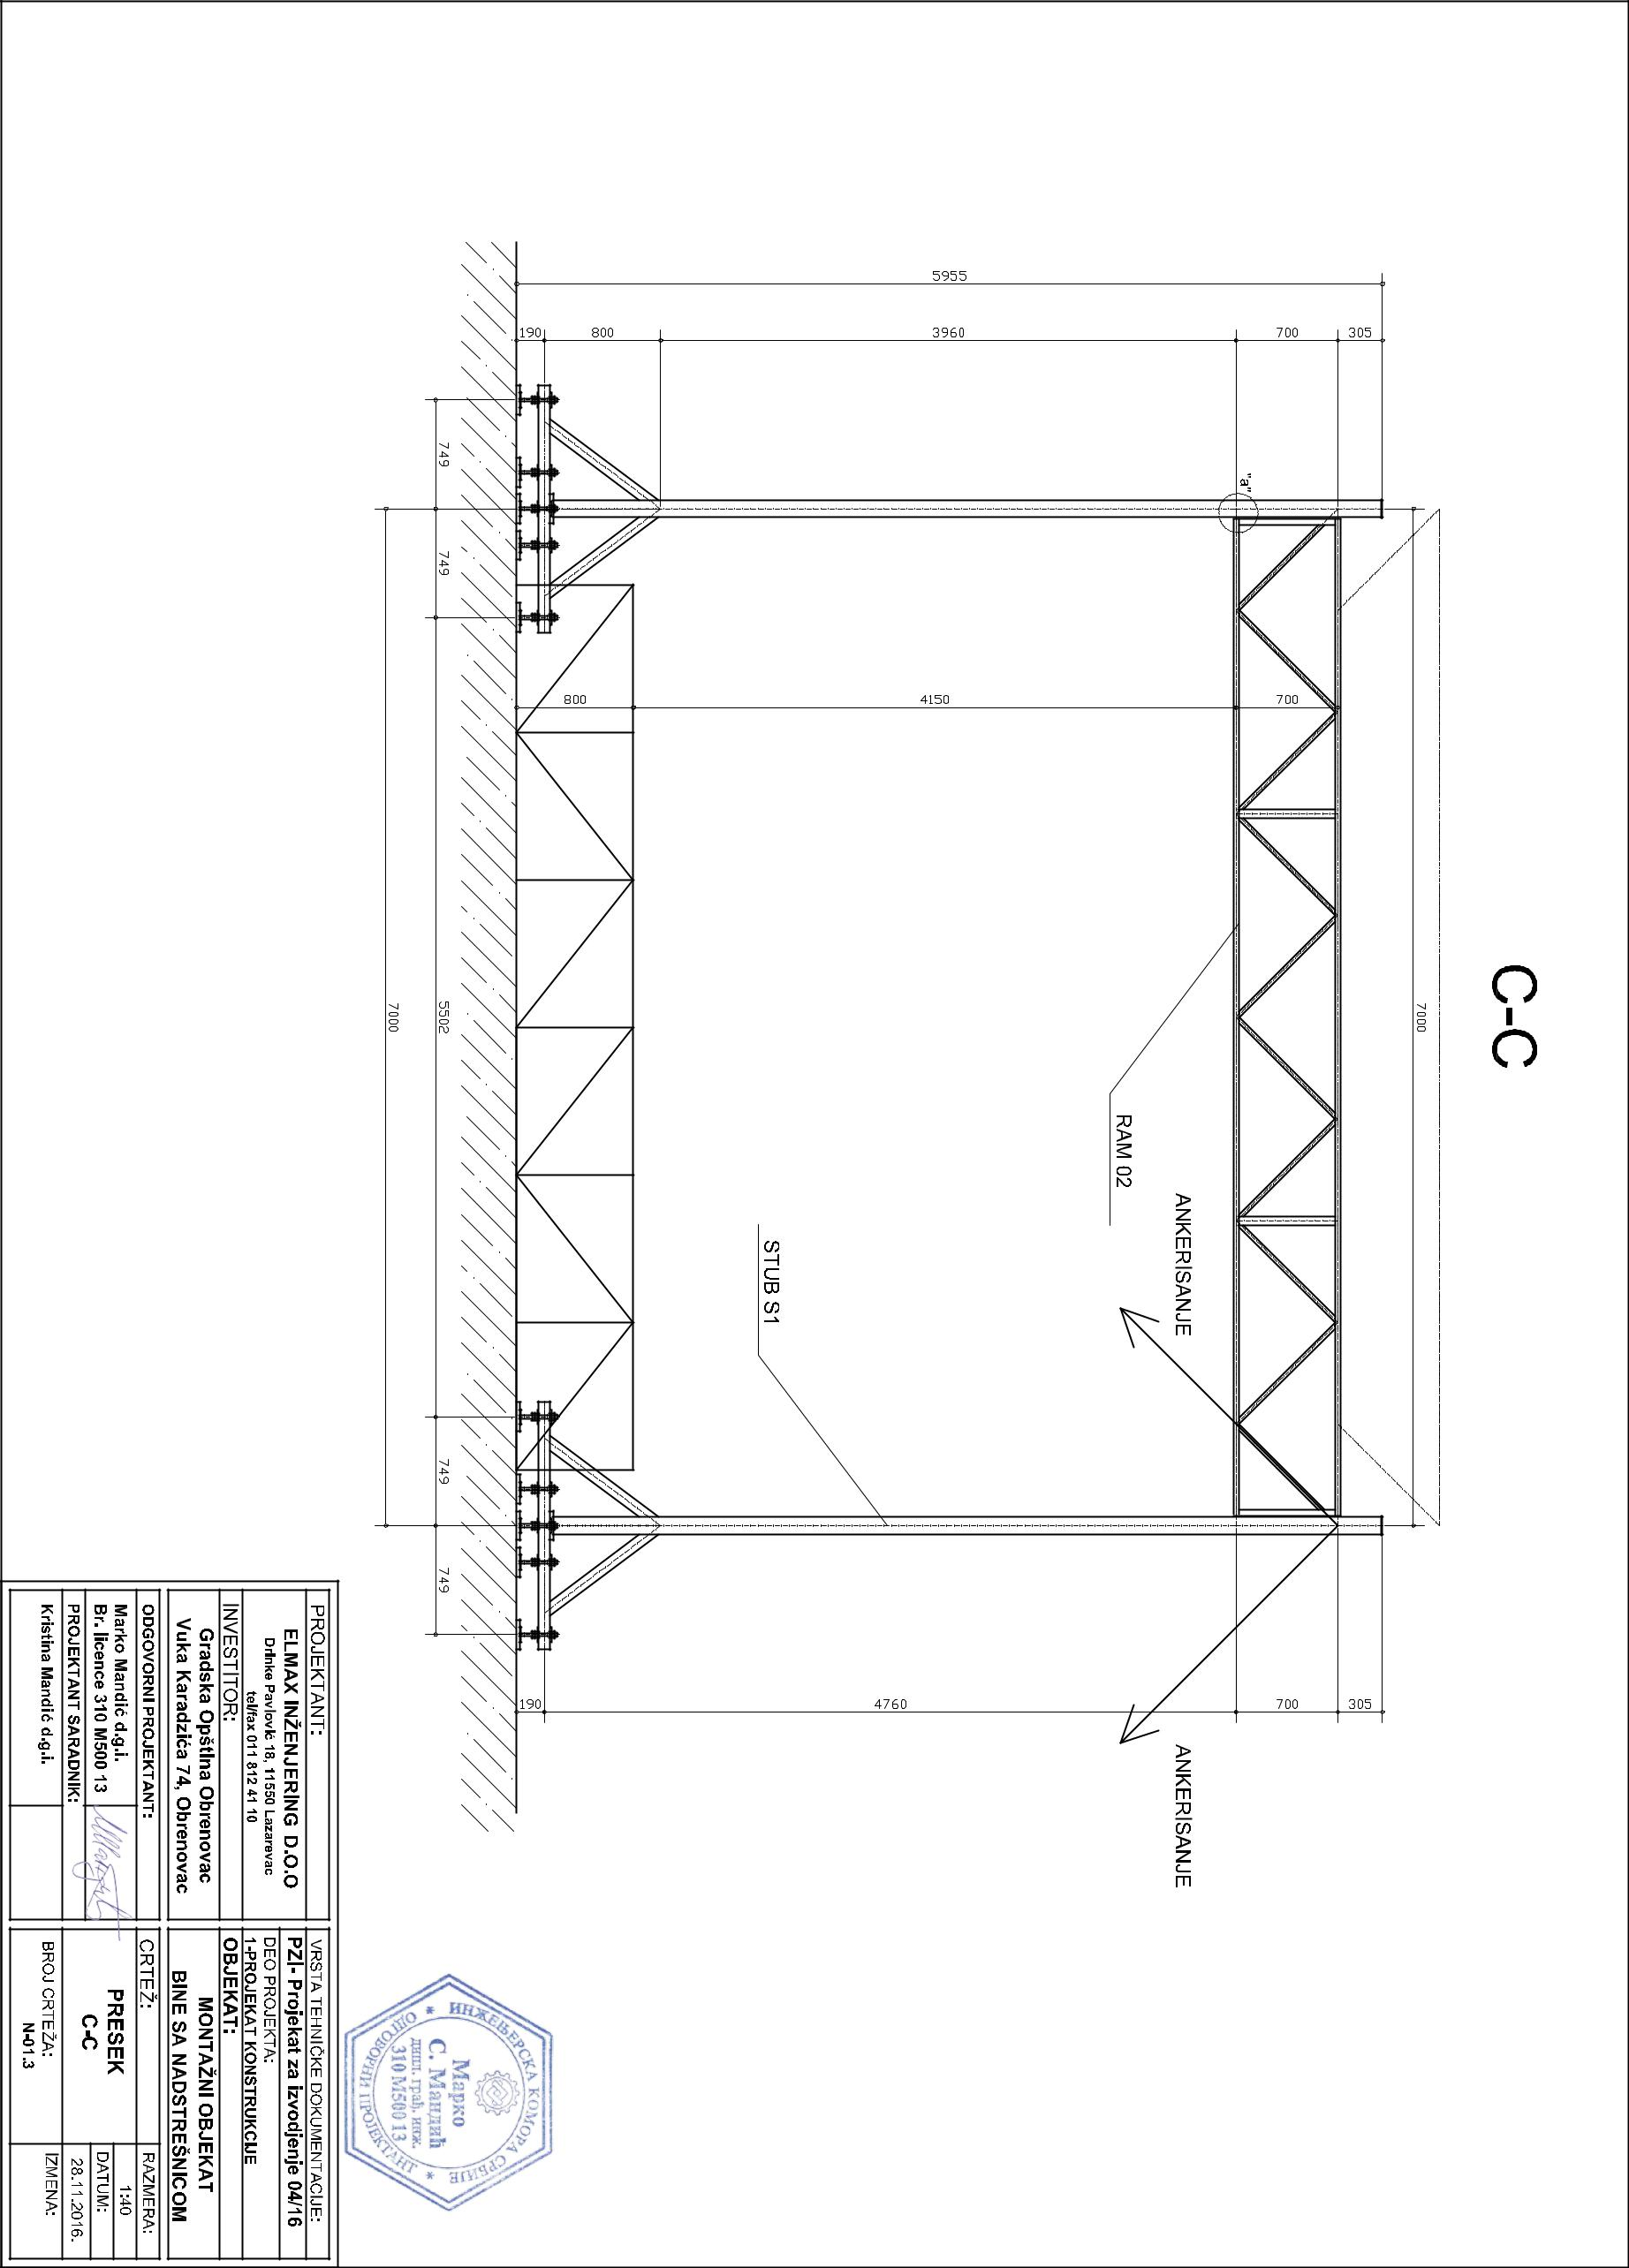 C-C
7000
5955
190
800
3960
700
305
"a"
800
4150
700
RAM 02
ANKERISANJE
STUB S1
ANKERISANJE
190
4760
700
305
749
749
5502
749
749
7000
PROJEKTANT:
ELMAX INŽENJERING D.O.O
Drinke Pavlović 18, 11550 Lazarevac
tel/fax 011 812 41 10
INVESTITOR:
Gradska Opština Obrenovac
Vuka Karadzića 74, Obrenovac
ODGOVORNI PROJEKTANT:
Marko Mandić d.g.i.
Br. licence 310 M500 13
PROJEKTANT SARADNIK:
Kristina Mandić d.g.i.
VRSTA TEHNIČKE DOKUMENTACIJE:
PZI- Projekat za izvodjenje 04/16
DEO PROJEKTA:
1-PROJEKAT KONSTRUKCIJE
OBJEKAT:
MONTAŽNI OBJEKAT
BINE SA NADSTREŠNICOM
CRTEŽ:
PRESEK
C-C
BROJ CRTEŽA:
N-01.3
RAZMERA:
1:40
DATUM:
28.11.2016.
IZMENA:
ИНЖЕЊЕРСКА КОМОРА СРБИЈЕ
Марко
С. Мандић
дипл. грађ. инж.
310 М500 13
ОДГОВОРНИ ПРОЈЕКТАНТ